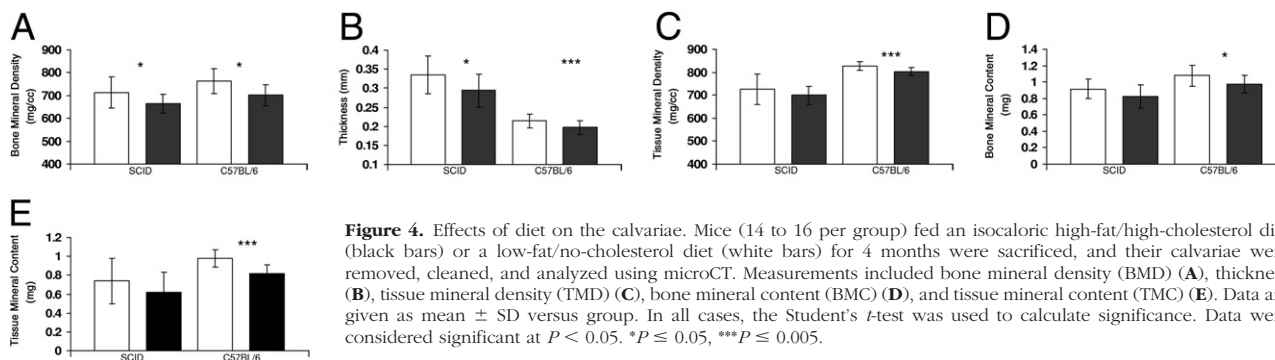 A
B
C
D
900
800
700
600
500
400
Bone Mineral Density
(mg/cc)
*
*
SCID
C57BL/6
0.4
0.35
0.3
0.25
0.2
0.15
0.1
Thickness (mm)
*
***
SCID
C57BL/6
900
800
700
600
500
400
Tissue Mineral Density
(mg/cc)
***
SCID
C57BL/6
1.4
1.2
1
0.8
0.6
0.4
0.2
0
Bone Mineral Content
(mg)
*
SCID
C57BL/6
E
1.2
1
0.8
0.6
0.4
0.2
0
Tissue Mineral Content
(mg)
***
SCID
C57BL/6
Figure 4. Effects of diet on the calvariae. Mice (14 to 16 per group) fed an isocaloric high-fat/high-cholesterol di
(black bars) or a low-fat/no-cholesterol diet (white bars) for 4 months were sacrificed, and their calvariae we
removed, cleaned, and analyzed using microCT. Measurements included bone mineral density (BMD) (A), thickne
(B), tissue mineral density (TMD) (C), bone mineral content (BMC) (D), and tissue mineral content (TMC) (E). Data a
given as mean ± SD versus group. In all cases, the Student's t-test was used to calculate significance. Data we
considered significant at P < 0.05. *P ≤ 0.05, ***P ≤ 0.005.